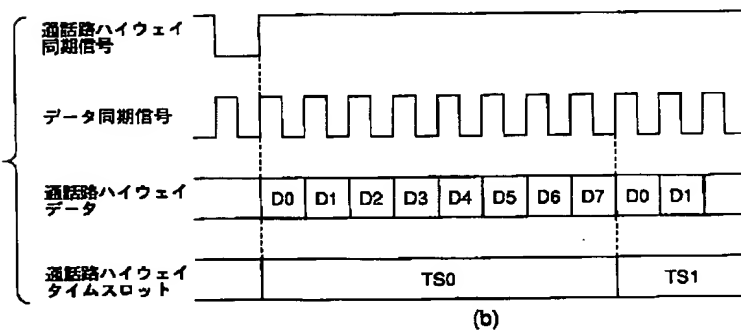 通話路ハイウェイ
同期信号
データ同期信号
通話路ハイウェイ
データ
D0 D1 D2 D3 D4 D5 D6 D7 D0 D1
通話路ハイウェイ
タイムスロット
TS0 TS1
(b)